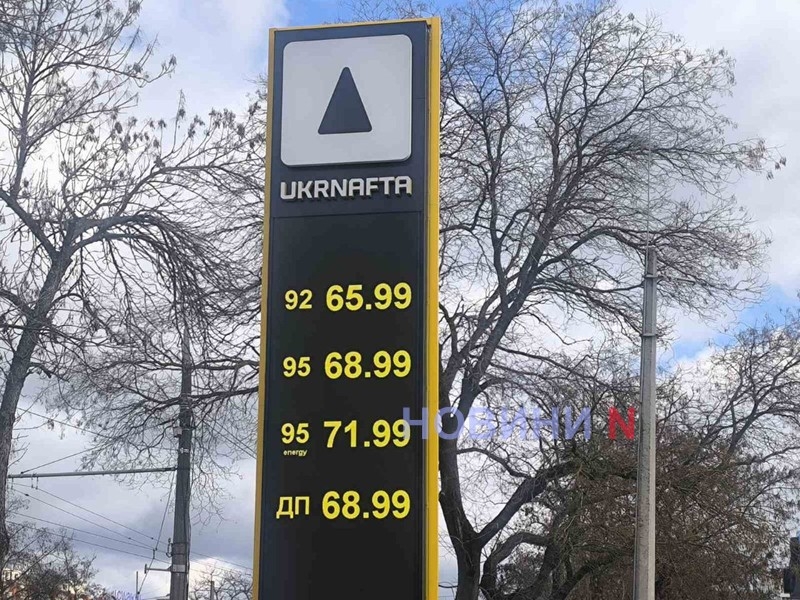 UKRNAFTA
92 65.99
95 68.99
95 71.99
energy
ДП 68.99
НОВИНИ N